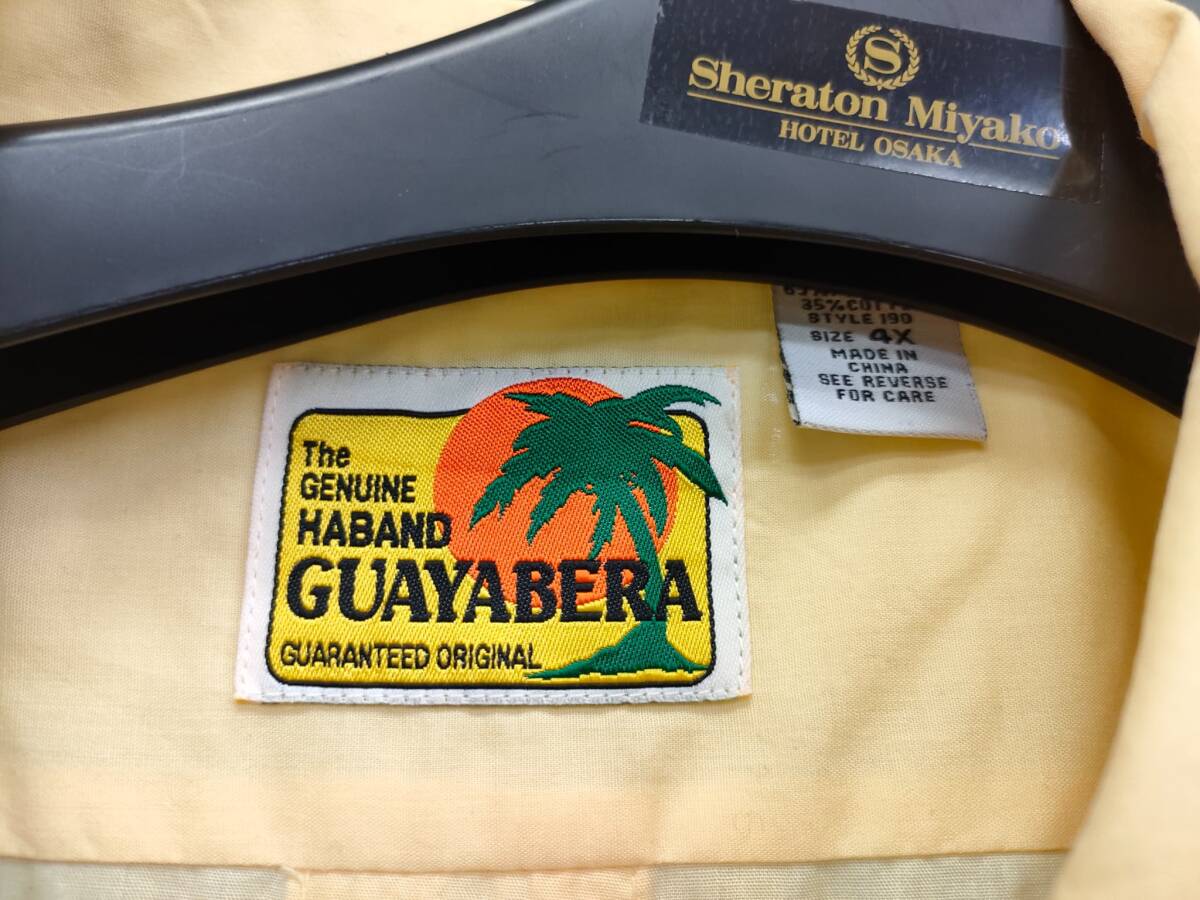 S
Sheraton Miyako
HOTEL OSAKA
35% COTT
STYLE 190
SIZE 4X
MADE IN
CHINA
SEE REVERSE
FOR CARE
The
GENUINE
HABAND
GUAYABERA
GUARANTEED ORIGINAL